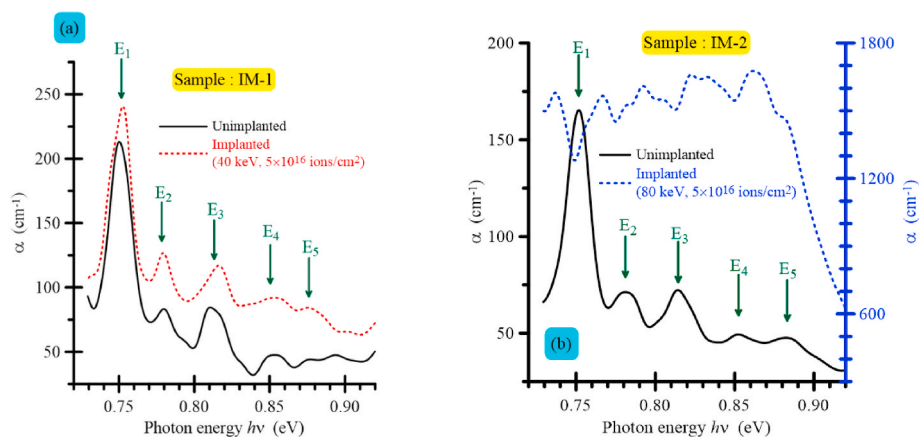 (a)
E₁
Sample : IM-1
Unimplanted
Implanted
(40 keV, 5×10¹⁶ ions/cm²)
E₂
E₃
E₄
E₅
250
200
150
100
50
α (cm⁻¹)
0.75
0.80
0.85
0.90
Photon energy hν (eV)
200
150
100
50
α (cm⁻¹)
E₁
Sample : IM-2
Unimplanted
Implanted
(80 keV, 5×10¹⁶ ions/cm²)
E₂
E₃
E₄
E₅
(b)
1800
1200
600
α (cm⁻¹)
0.75
0.80
0.85
0.90
Photon energy hν (eV)